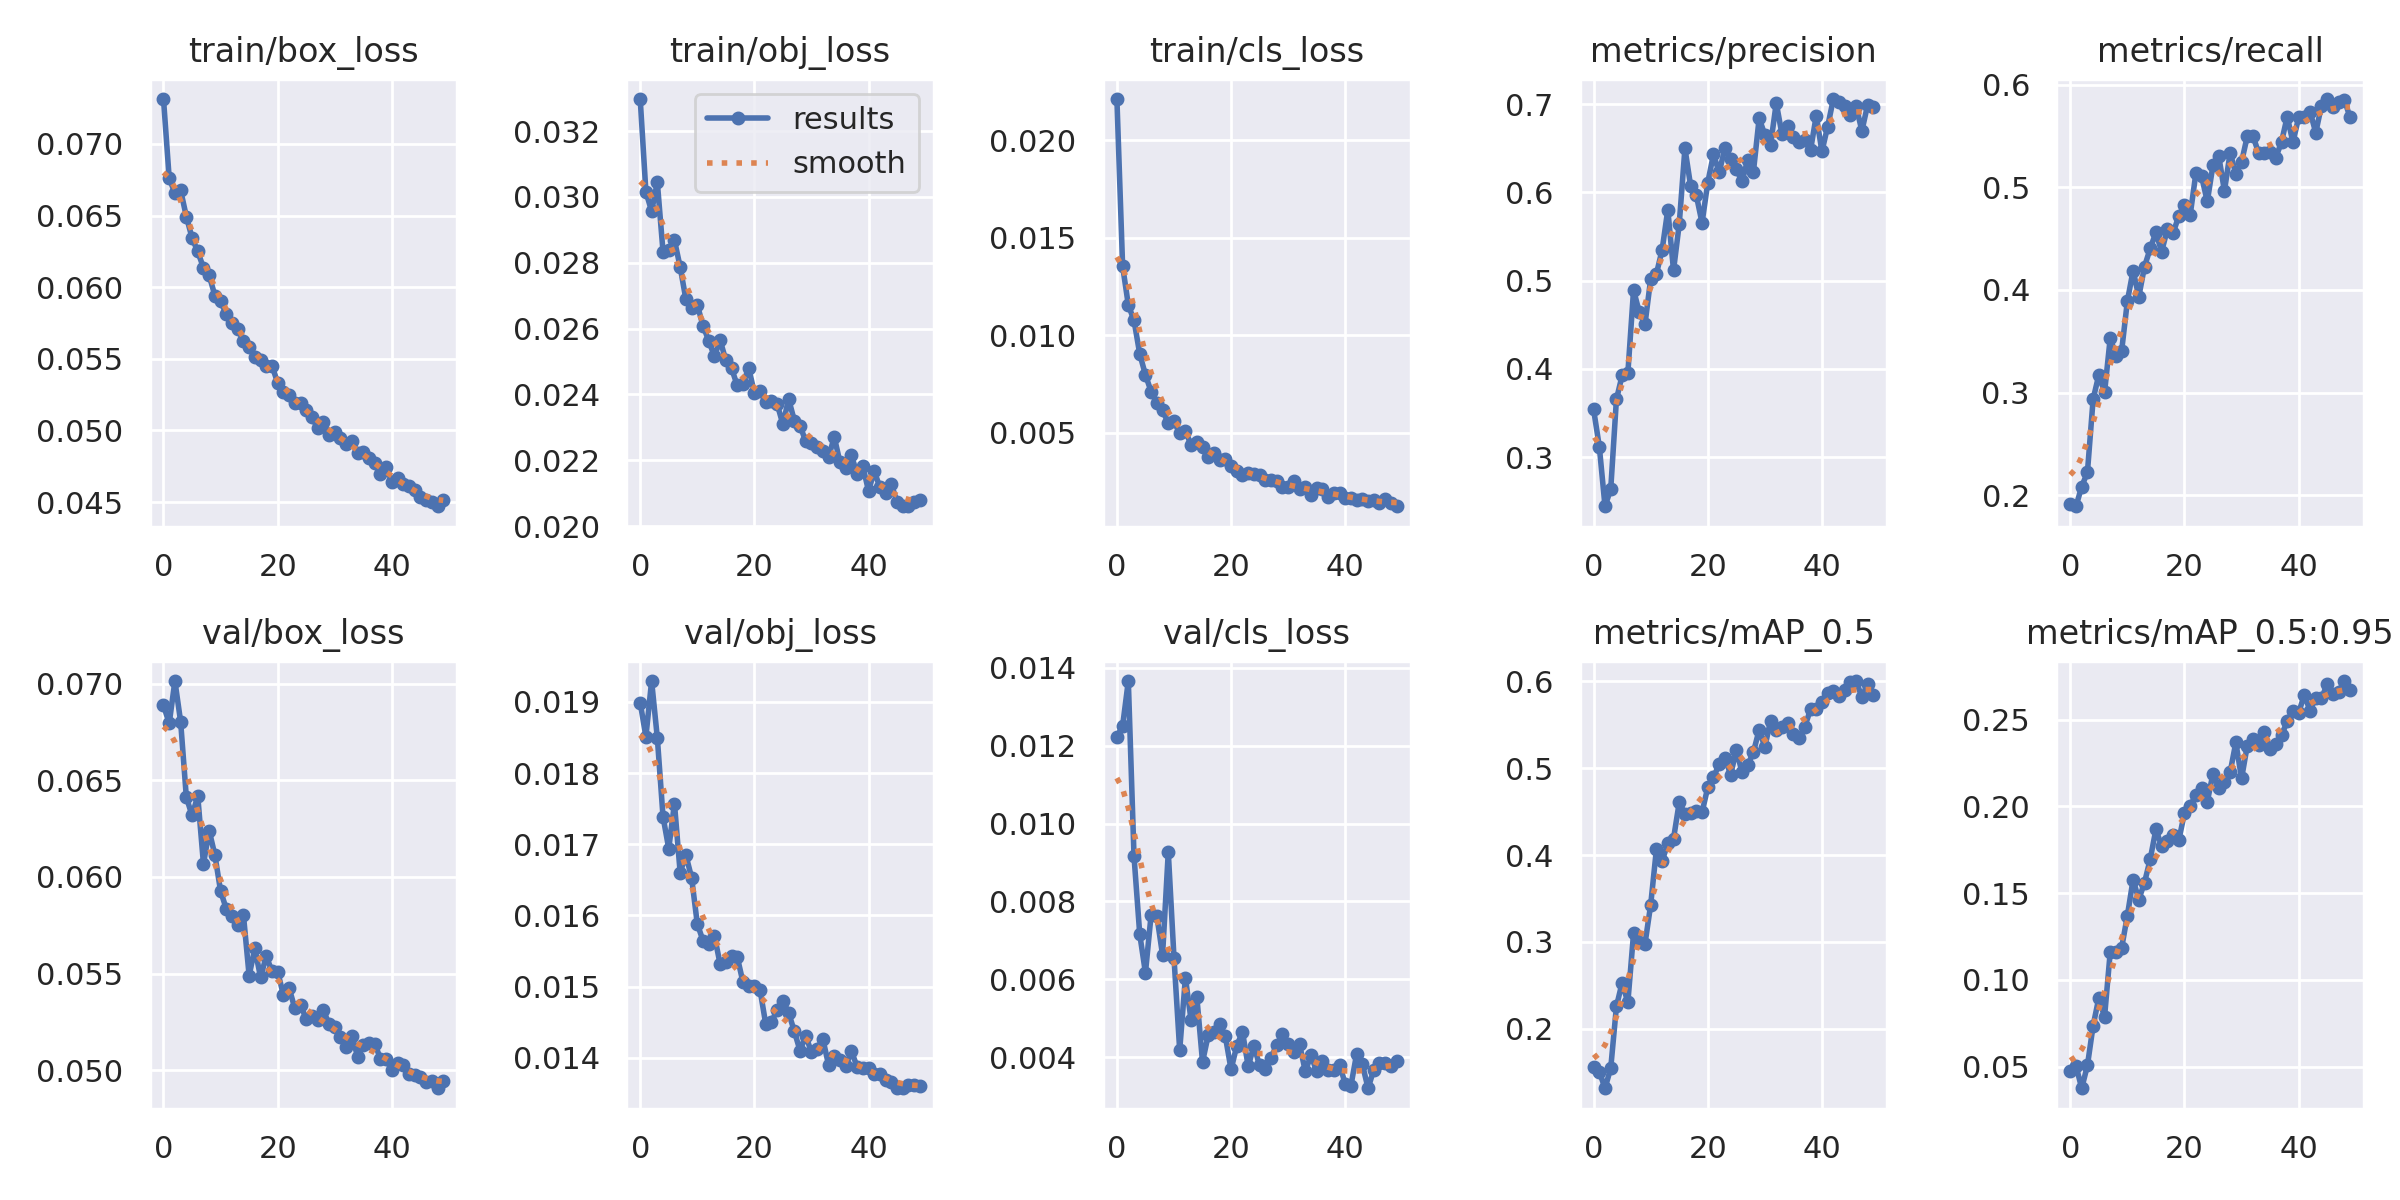 train/box_loss
0.070
0.065
0.060
0.055
0.050
0.045
0 20 40
train/obj_loss
results
smooth
0.032
0.030
0.028
0.026
0.024
0.022
0.020
0 20 40
train/cls_loss
0.020
0.015
0.010
0.005
0 20 40
metrics/precision
0.7
0.6
0.5
0.4
0.3
0 20 40
metrics/recall
0.6
0.5
0.4
0.3
0.2
0 20 40
val/box_loss
0.070
0.065
0.060
0.055
0.050
0 20 40
val/obj_loss
0.019
0.018
0.017
0.016
0.015
0.014
0 20 40
val/cls_loss
0.014
0.012
0.010
0.008
0.006
0.004
0 20 40
metrics/mAP_0.5
0.6
0.5
0.4
0.3
0.2
0 20 40
metrics/mAP_0.5:0.95
0.25
0.20
0.15
0.10
0.05
0 20 40